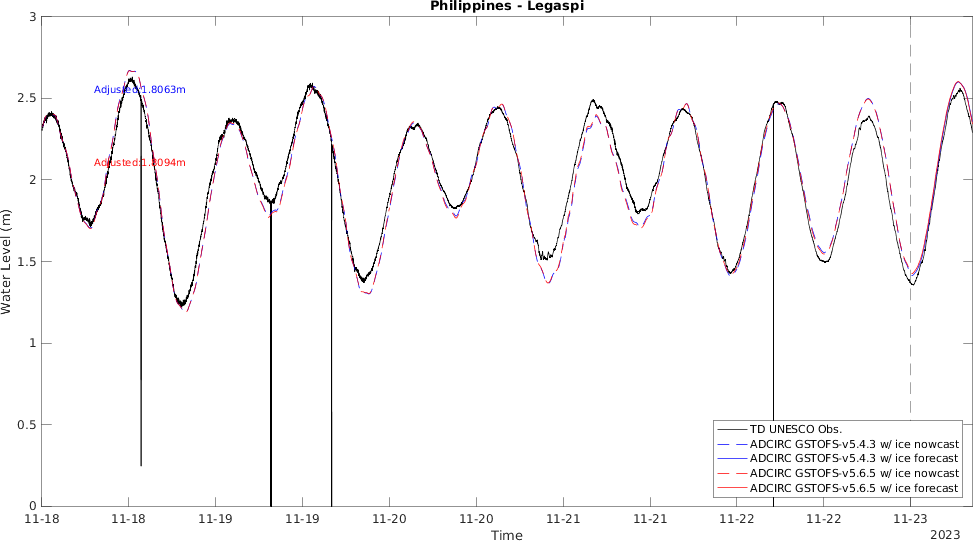 Philippines - Legaspi
3
2.5
2
1.5
1
0.5
0
Water Level (m)
Adjusted:1.8063m
Adjusted:1.8094m
TD UNESCO Obs.
ADCIRC GSTOFS-v5.4.3 w/ ice nowcast
ADCIRC GSTOFS-v5.4.3 w/ ice forecast
ADCIRC GSTOFS-v5.6.5 w/ ice nowcast
ADCIRC GSTOFS-v5.6.5 w/ ice forecast
11-18 11-18 11-19 11-19 11-20 11-20 11-21 11-21 11-22 11-22 11-23
Time
2023